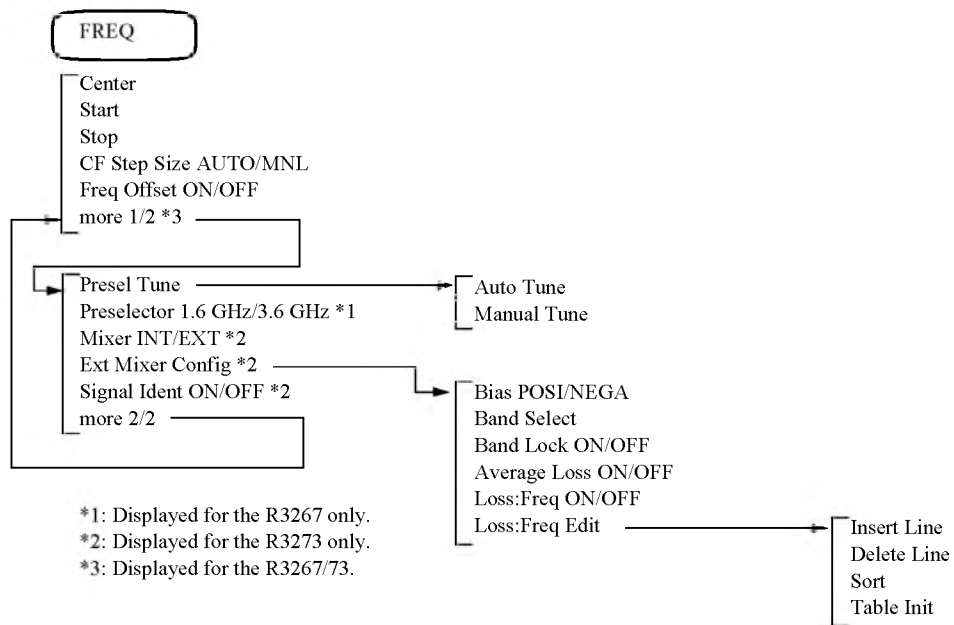 FREQ
Center
Start
Stop
CF Step Size AUTO/MNL
Freq Offset ON/OFF
more 1/2 *3
Presel Tune
Preselector 1.6 GHz/3.6 GHz *1
Mixer INT/EXT *2
Ext Mixer Config *2
Signal Ident ON/OFF *2
more 2/2
Auto Tune
Manual Tune
Bias POSI/NEGA
Band Select
Band Lock ON/OFF
Average Loss ON/OFF
Loss:Freq ON/OFF
Loss:Freq Edit
Insert Line
Delete Line
Sort
Table Init
*1: Displayed for the R3267 only.
*2: Displayed for the R3273 only.
*3: Displayed for the R3267/73.